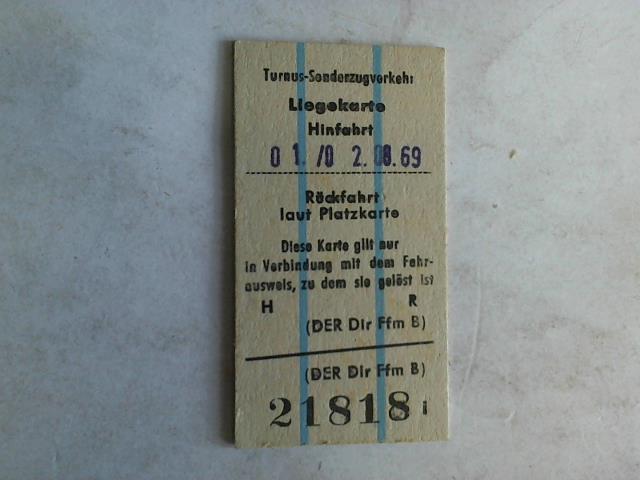 Turnus-Sonderzugverkehr
Liegekarte
Hinfahrt
01./02.08.69
Rückfahrt
laut Platzkarte
Diese Karte gilt nur
in Verbindung mit dem Fahr-
ausweis, zu dem sie gelöst ist
H R
(DER Dir Ffm B)
(DER Dir Ffm B)
21818 i